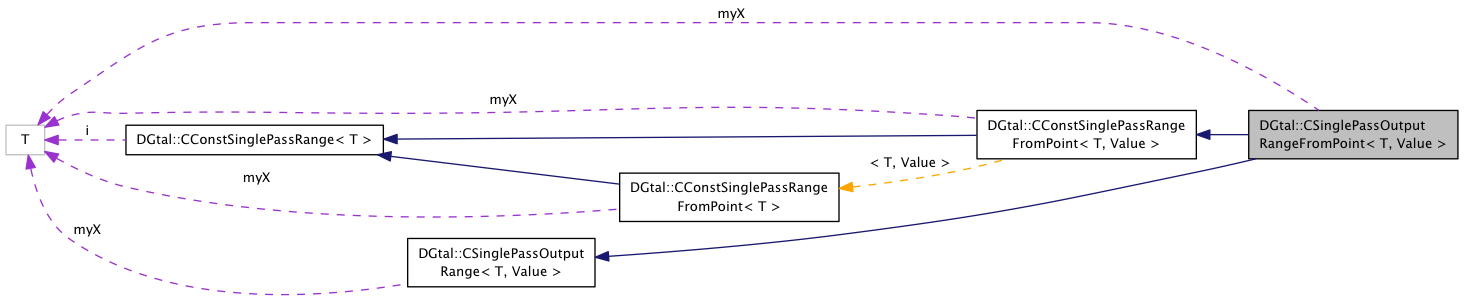 myX
myX
DGtal::CConstSinglePassRange
FromPoint< T, Value >
DGtal::CSinglePassOutput
RangeFromPoint< T, Value >
i
T
DGtal::CConstSinglePassRange< T >
< T, Value >
myX
DGtal::CConstSinglePassRange
FromPoint< T >
myX
DGtal::CSinglePassOutput
Range< T, Value >